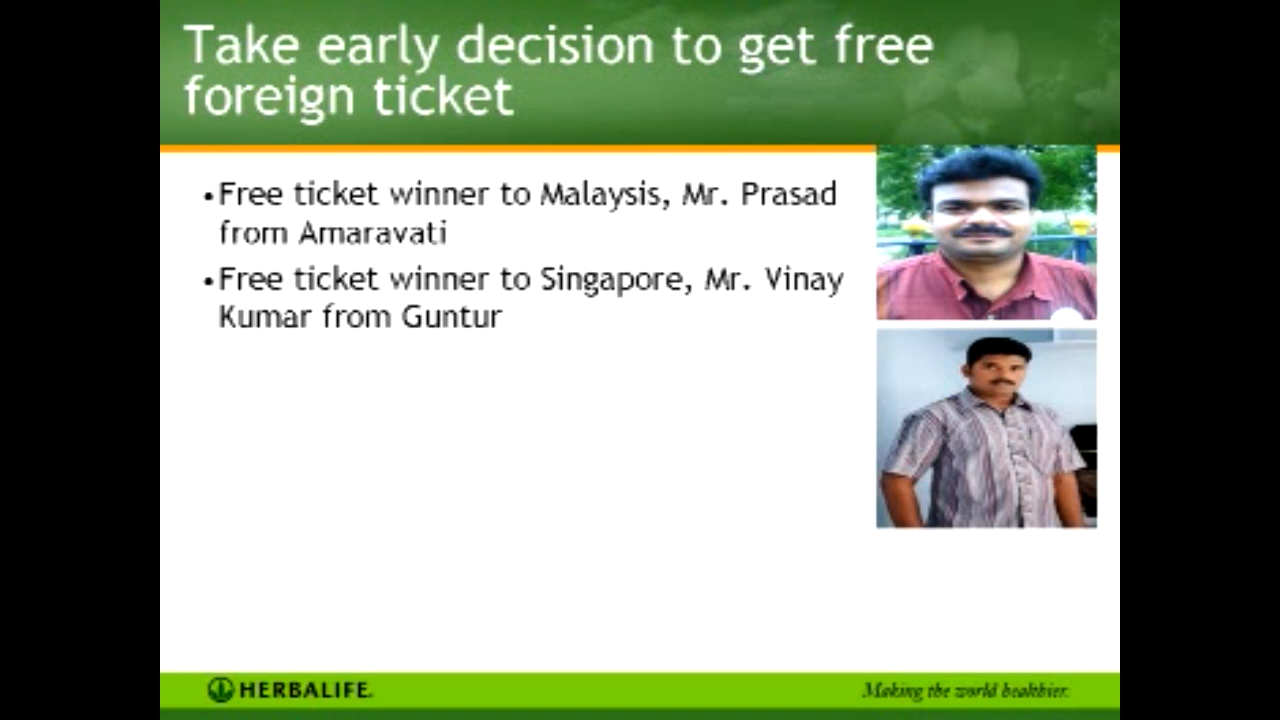 Take early decision to get free
foreign ticket
•Free ticket winner to Malaysis, Mr. Prasad
from Amaravati
•Free ticket winner to Singapore, Mr. Vinay
Kumar from Guntur
HERBALIFE.
Making the world healthier.